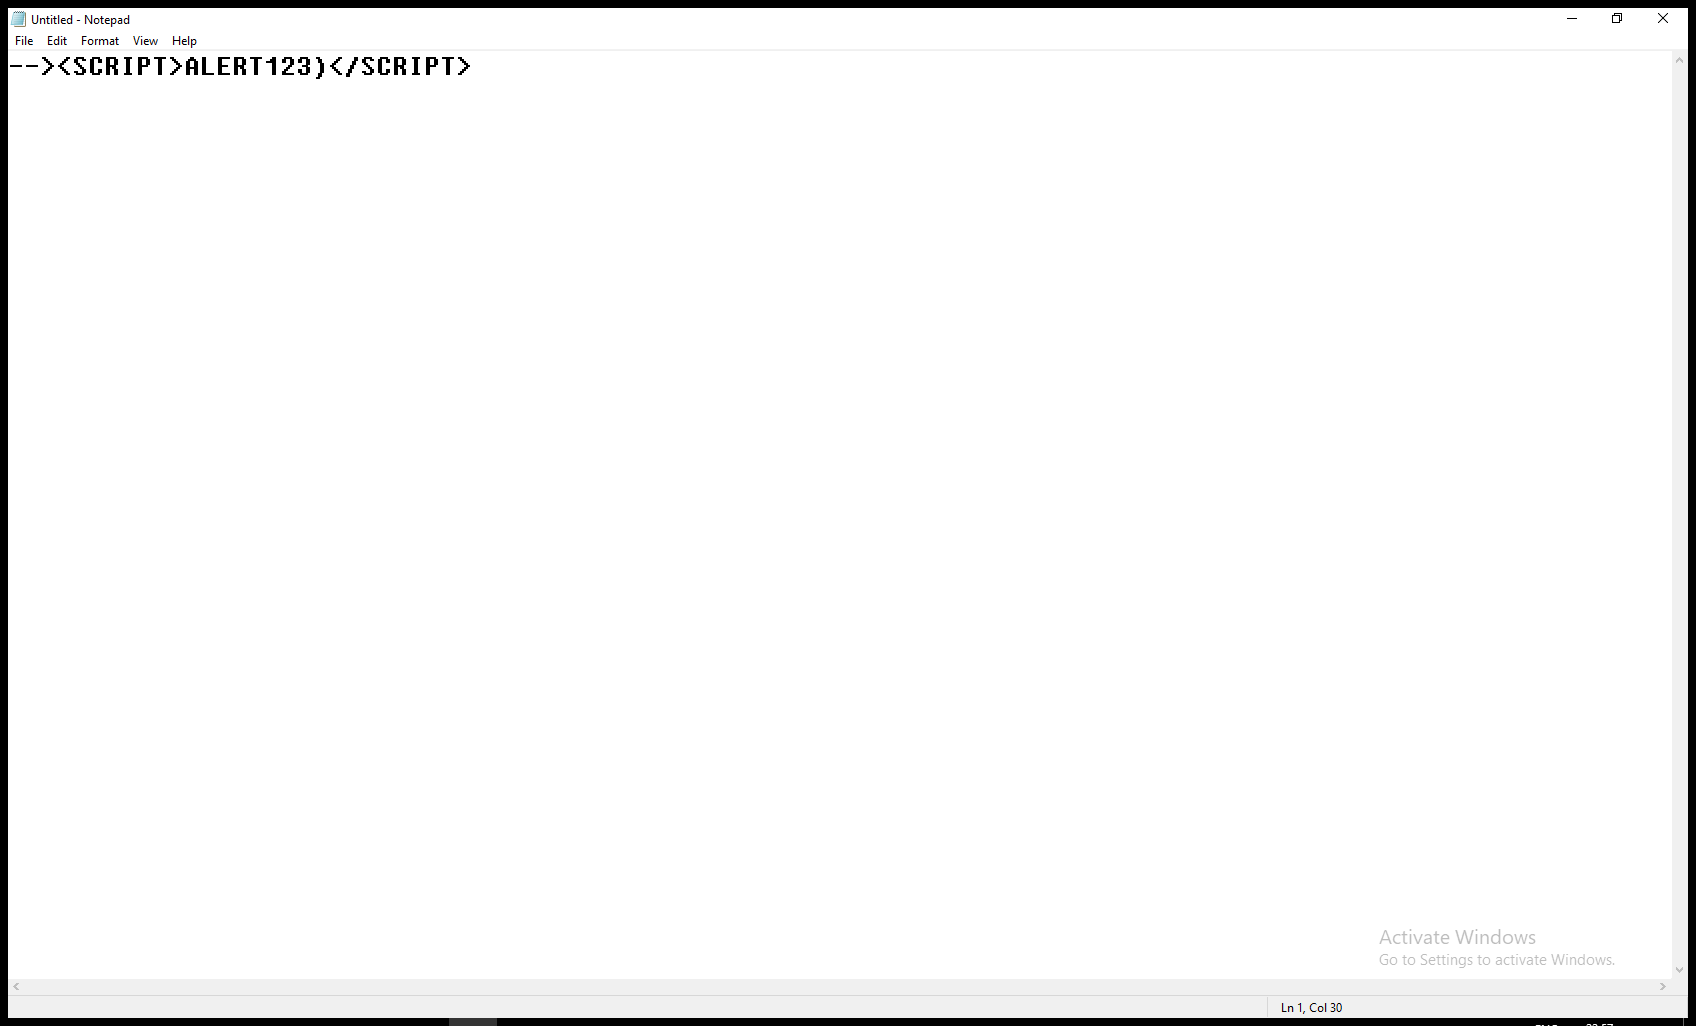 Untitled - Notepad
File Edit Format View Help
--><SCRIPT>ALERT123)</SCRIPT>
Activate Windows
Go to Settings to activate Windows.
Ln 1, Col 30